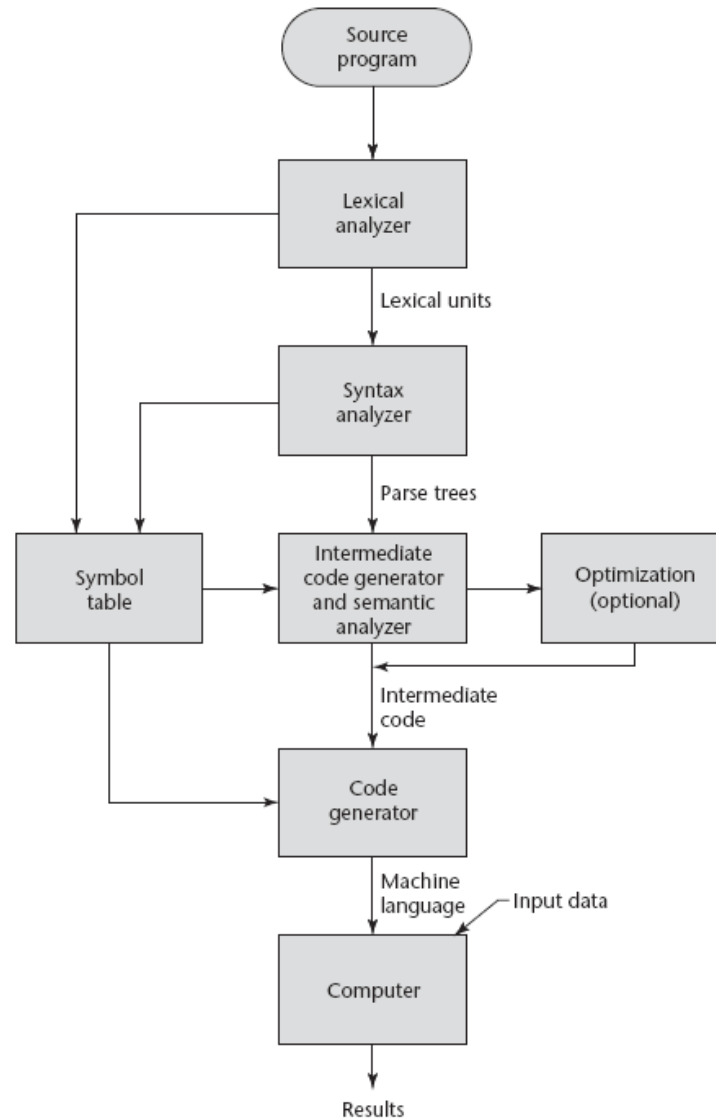 Source
program
Lexical
analyzer
Lexical units
Syntax
analyzer
Parse trees
Symbol
table
Intermediate
code generator
and semantic
analyzer
Optimization
(optional)
Intermediate
code
Code
generator
Machine
language
Input data
Computer
Results